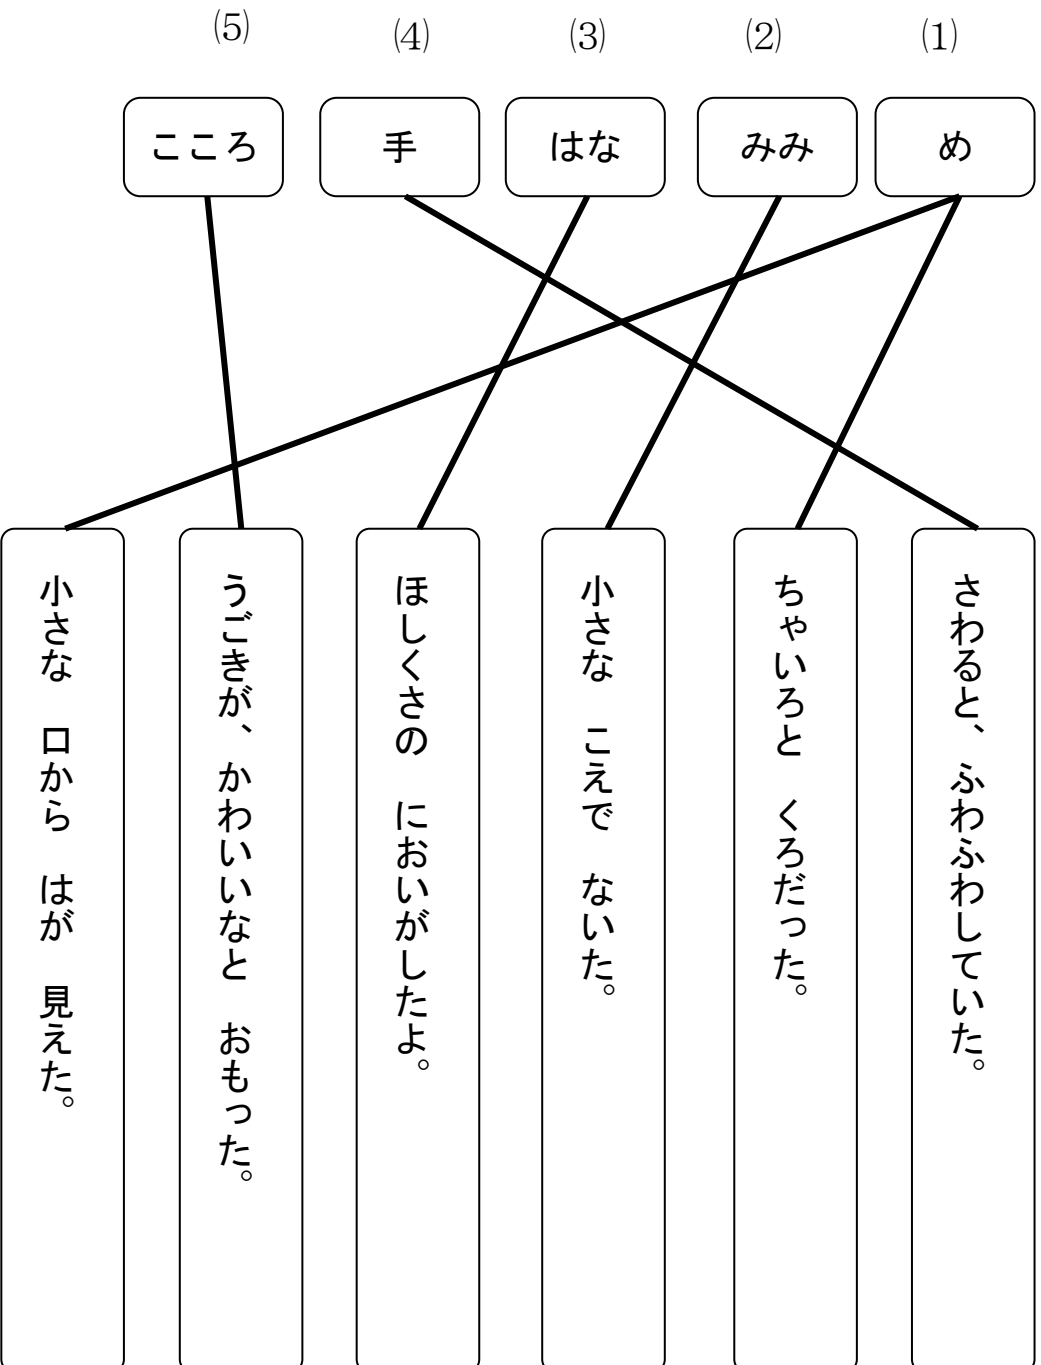 (1)
め
(2)
みみ
(3)
はな
(4)
手
(5)
こころ
さわると、ふわふわしていた。
ちゃいろと　くろだった。
小さな　こえで　ないた。
ほしくさの　においがしたよ。
うごきが、かわいいなと　おもった。
小さな　口から　はが　見えた。